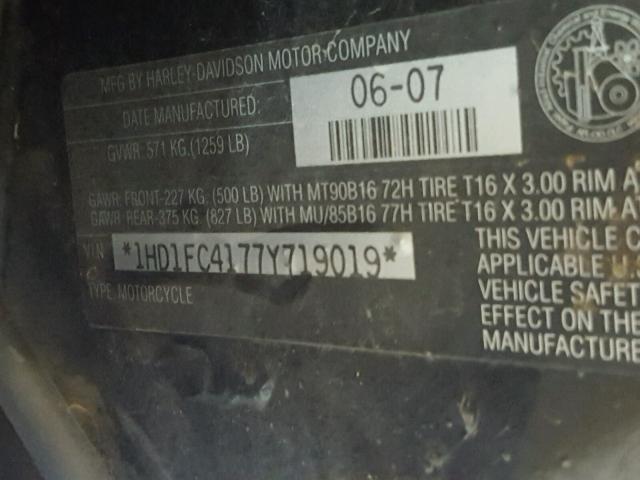 MFG BY HARLEY-DAVIDSON MOTOR COMPANY
DATE MANUFACTURED: 06-07
GVWR: 571 KG.(1259 LB)
GAWR: FRONT-227 KG. (500 LB) WITH MT90B16 72H TIRE T16 X 3.00 RIM A
GAWR: REAR-375 KG. (827 LB) WITH MU/85B16 77H TIRE T16 X 3.00 RIM A
VIN *1HD1FC4177Y719019*
TYPE: MOTORCYCLE
THIS VEHICLE C
APPLICABLE U.S
VEHICLE SAFET
EFFECT ON THE
MANUFACTURE